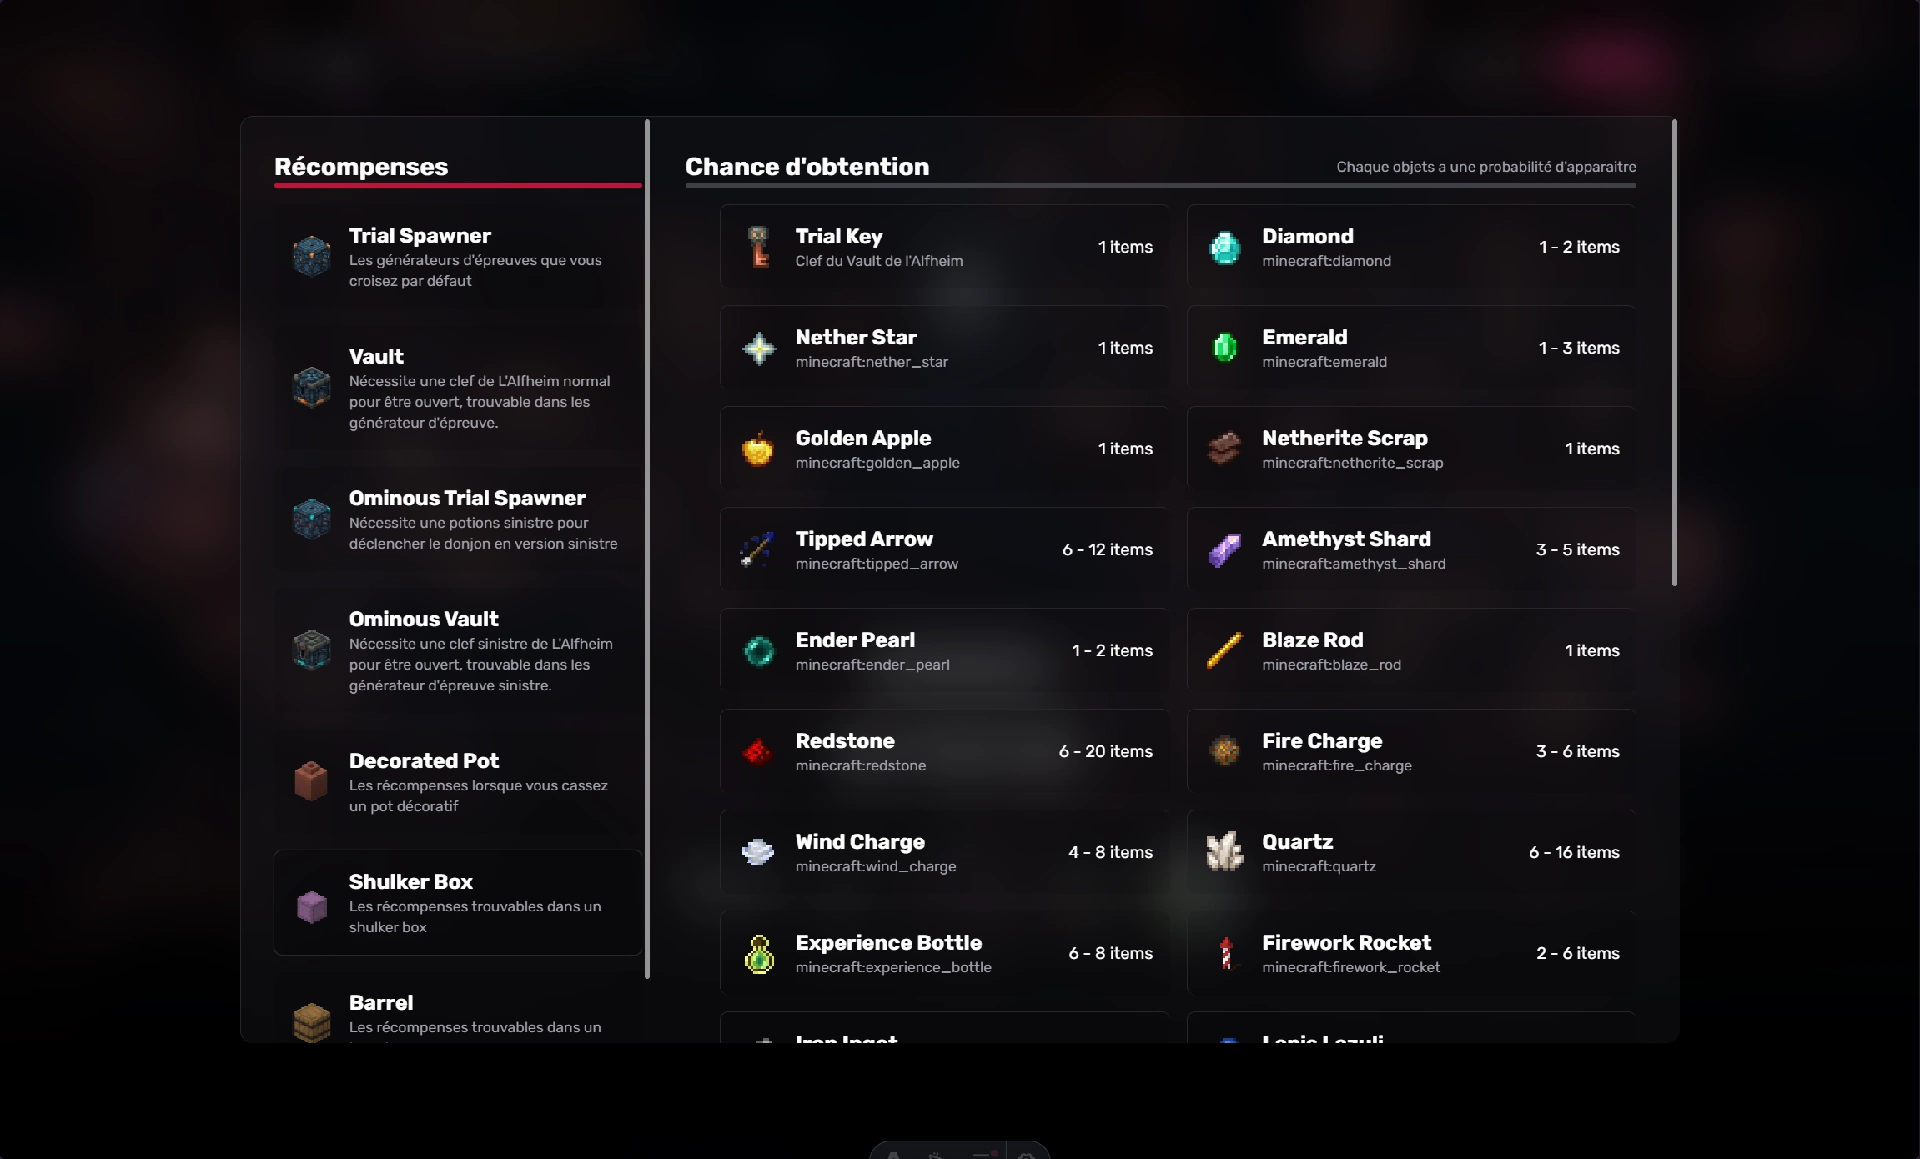 Récompenses
Trial Spawner
Les générateurs d'épreuves que vous
croisez par défaut
Vault
Nécessite une clef de L'Alfheim normal
pour être ouvert, trouvable dans les
générateur d'épreuve.
Ominous Trial Spawner
Nécessite une potions sinistre pour
déclencher le donjon en version sinistre
Ominous Vault
Nécessite une clef sinistre de L'Alfheim
pour être ouvert, trouvable dans les
générateur d'épreuve sinistre.
Decorated Pot
Les récompenses lorsque vous cassez
un pot décoratif
Shulker Box
Les récompenses trouvables dans un
shulker box
Barrel
Les récompenses trouvables dans un
Chance d'obtention
Chaque objets a une probabilité d'apparaitre
Trial Key
Clef du Vault de l'Alfheim
1 items
Diamond
minecraft:diamond
1 - 2 items
Nether Star
minecraft:nether_star
1 items
Emerald
minecraft:emerald
1 - 3 items
Golden Apple
minecraft:golden_apple
1 items
Netherite Scrap
minecraft:netherite_scrap
1 items
Tipped Arrow
minecraft:tipped_arrow
6 - 12 items
Amethyst Shard
minecraft:amethyst_shard
3 - 5 items
Ender Pearl
minecraft:ender_pearl
1 - 2 items
Blaze Rod
minecraft:blaze_rod
1 items
Redstone
minecraft:redstone
6 - 20 items
Fire Charge
minecraft:fire_charge
3 - 6 items
Wind Charge
minecraft:wind_charge
4 - 8 items
Quartz
minecraft:quartz
6 - 16 items
Experience Bottle
minecraft:experience_bottle
6 - 8 items
Firework Rocket
minecraft:firework_rocket
2 - 6 items
Iron Ingot
Lapis Lazuli